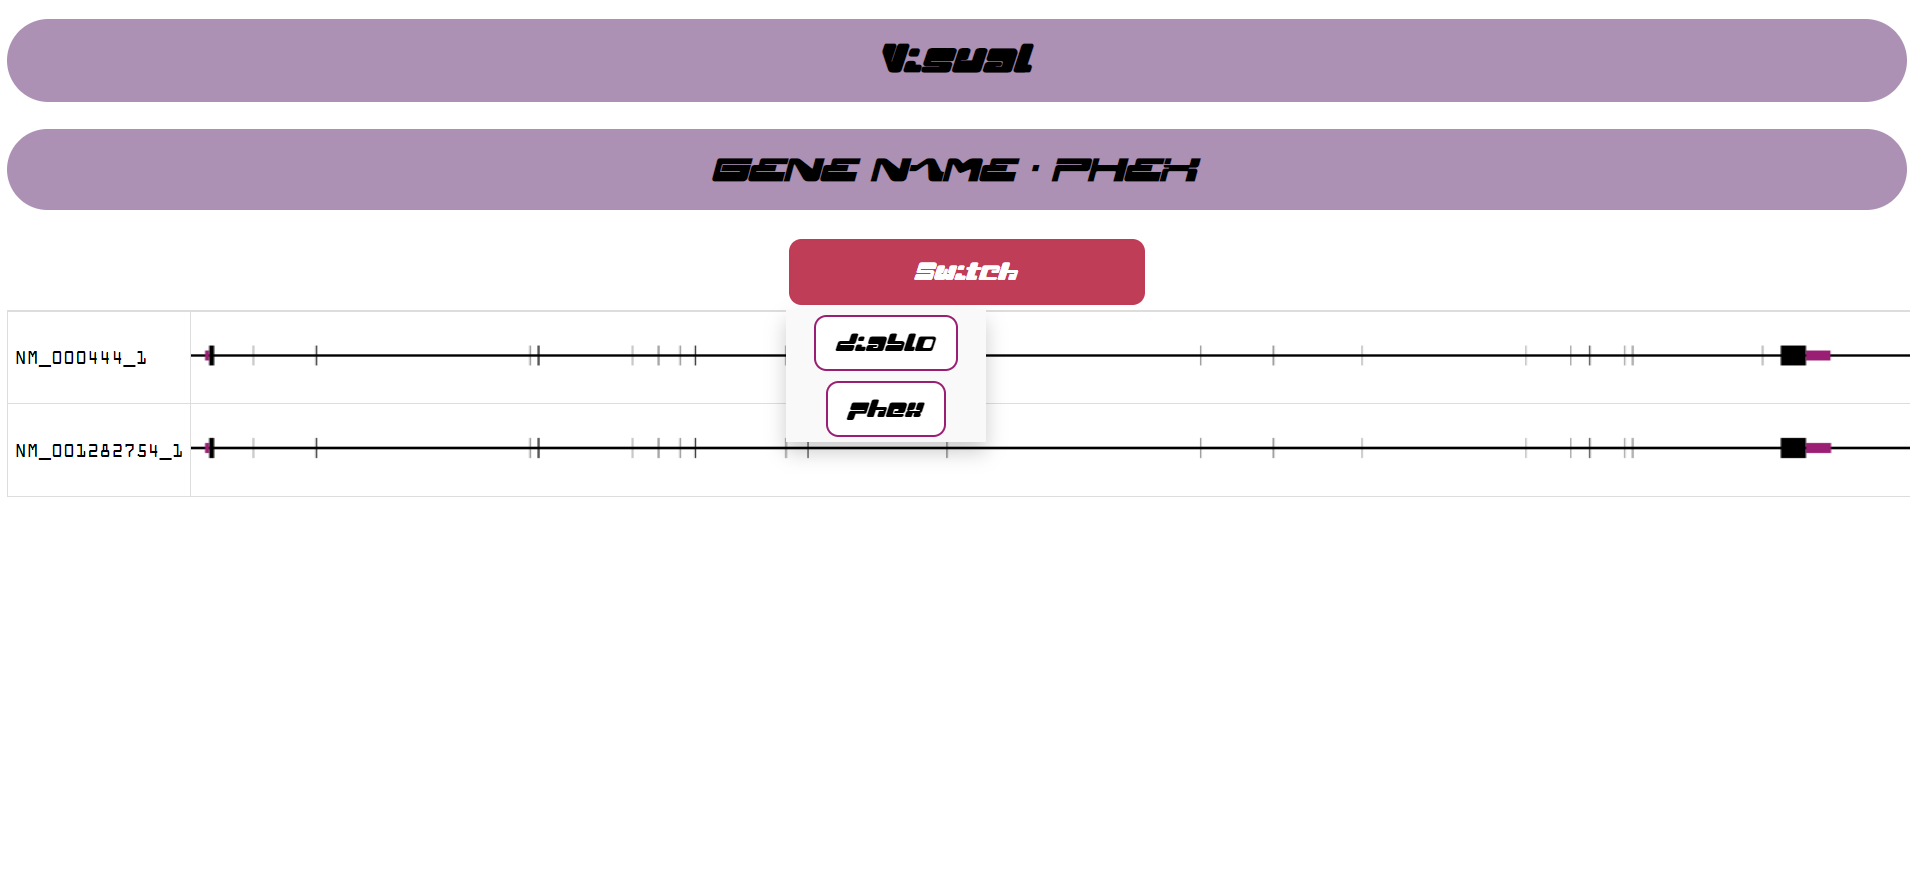 Visual
GENE NAME · PHEX
Switch
diablo
phex
NM_000444_1
NM_001282754_1